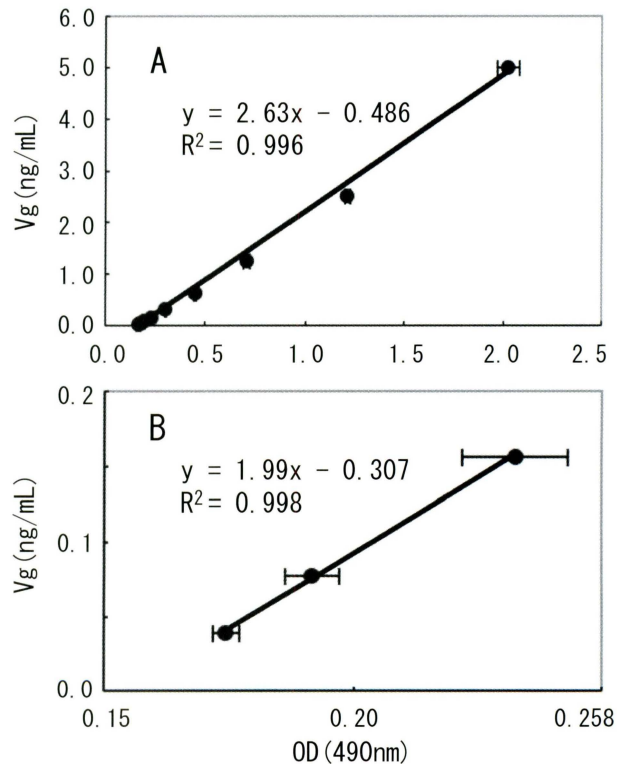 6.0
5.0
4.0
3.0
2.0
1.0
0.0
Vg(ng/mL)
A
y = 2.63x - 0.486
R² = 0.996
0.0 0.5 1.0 1.5 2.0 2.5
0.2
0.1
0.0
Vg(ng/mL)
B
y = 1.99x - 0.307
R² = 0.998
0.15 0.20 0.258
OD(490nm)